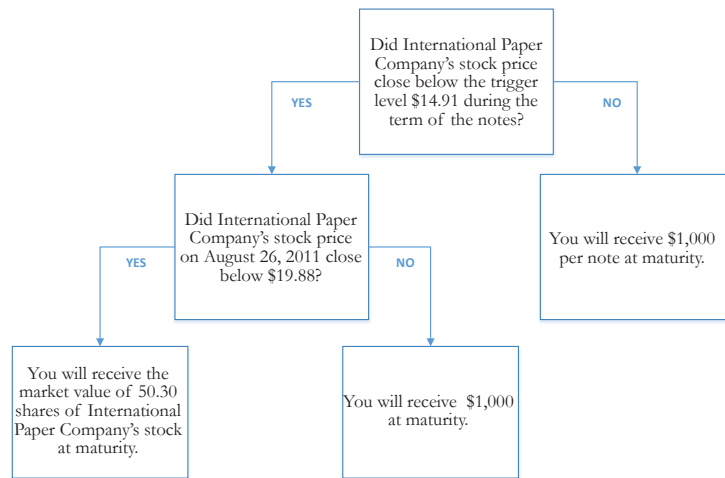 Did International Paper
Company's stock price
close below the trigger
level $14.91 during the
term of the notes?
YES
NO
Did International Paper
Company's stock price
on August 26, 2011 close
below $19.88?
You will receive $1,000
per note at maturity.
YES
NO
You will receive the
market value of 50.30
shares of International
Paper Company's stock
at maturity.
You will receive  $1,000
at maturity.